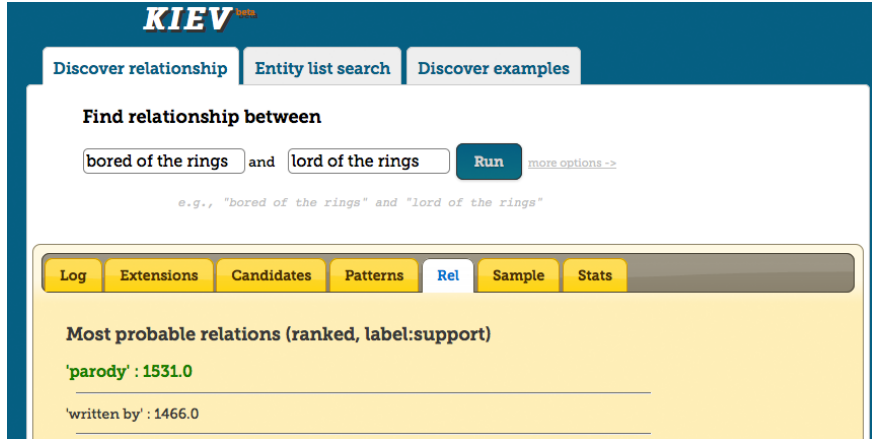 KIEV beta
Discover relationship Entity list search Discover examples
Find relationship between
bored of the rings and lord of the rings Run more options ->
e.g., "bored of the rings" and "lord of the rings"
Log Extensions Candidates Patterns Rel Sample Stats
Most probable relations (ranked, label:support)
'parody' : 1531.0
'written by' : 1466.0